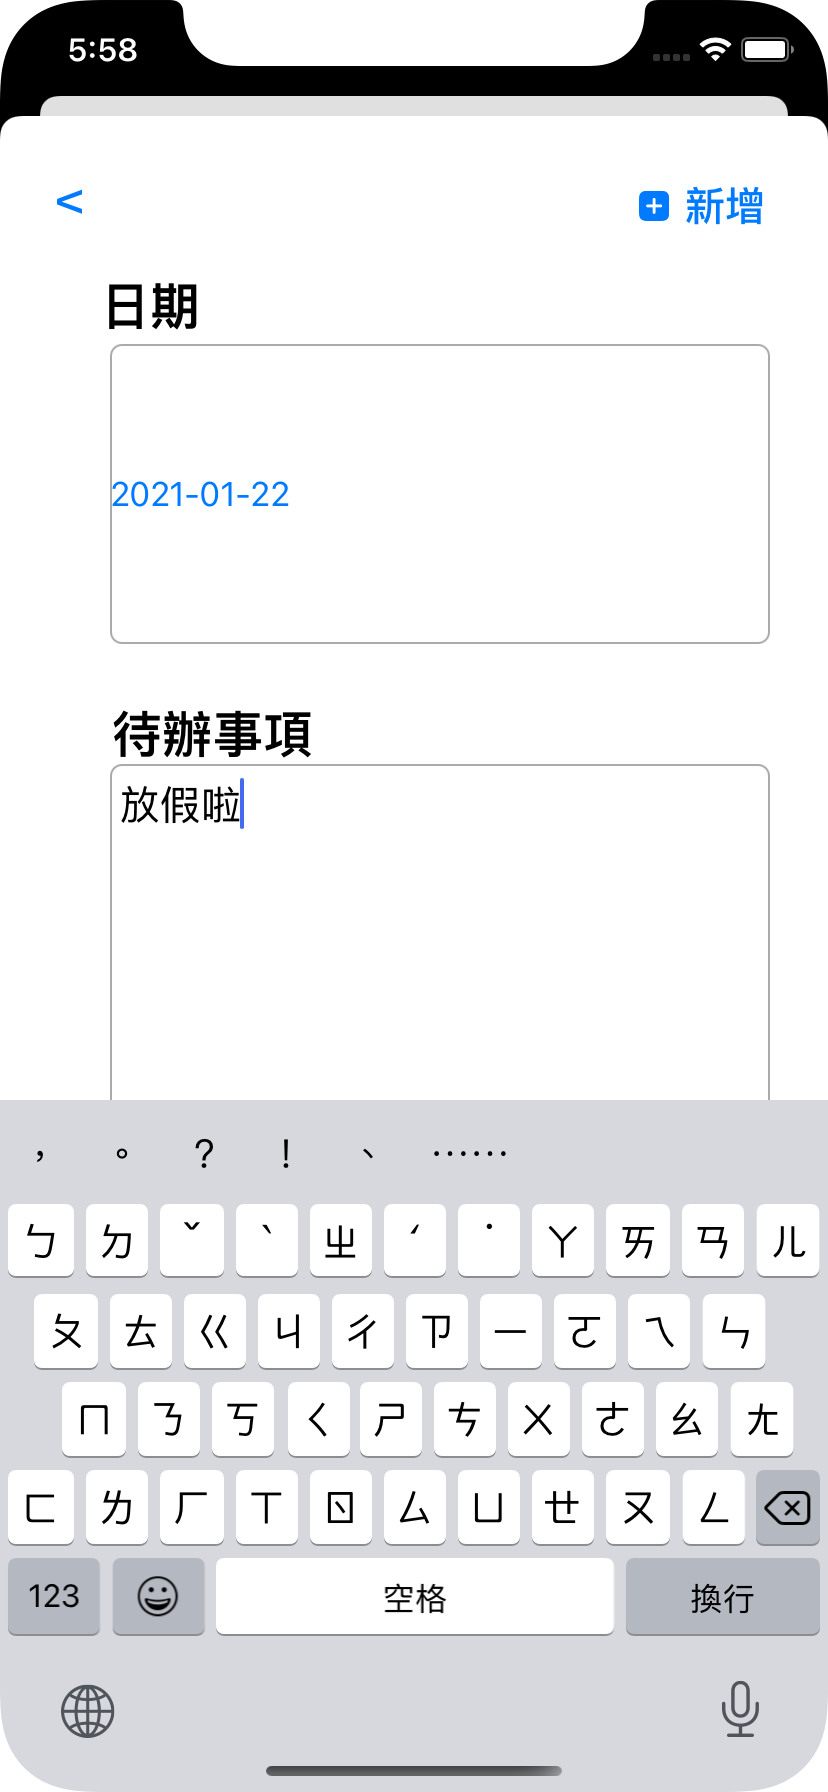 5:58
<
新增
日期
2021-01-22
待辦事項
放假啦
， 。 ? ! 、 ……
ㄅ ㄉ ˇ ˋ ㄓ ˊ ˙ ㄚ ㄞ ㄢ ㄦ
ㄆ ㄊ ㄍ ㄐ ㄔ ㄗ ㄧ ㄛ ㄟ ㄣ
ㄇ ㄋ ㄎ ㄑ ㄕ ㄘ ㄨ ㄜ ㄠ ㄤ
ㄈ ㄌ ㄏ ㄒ ㄖ ㄙ ㄩ ㄝ ㄡ ㄥ
123 空格 換行